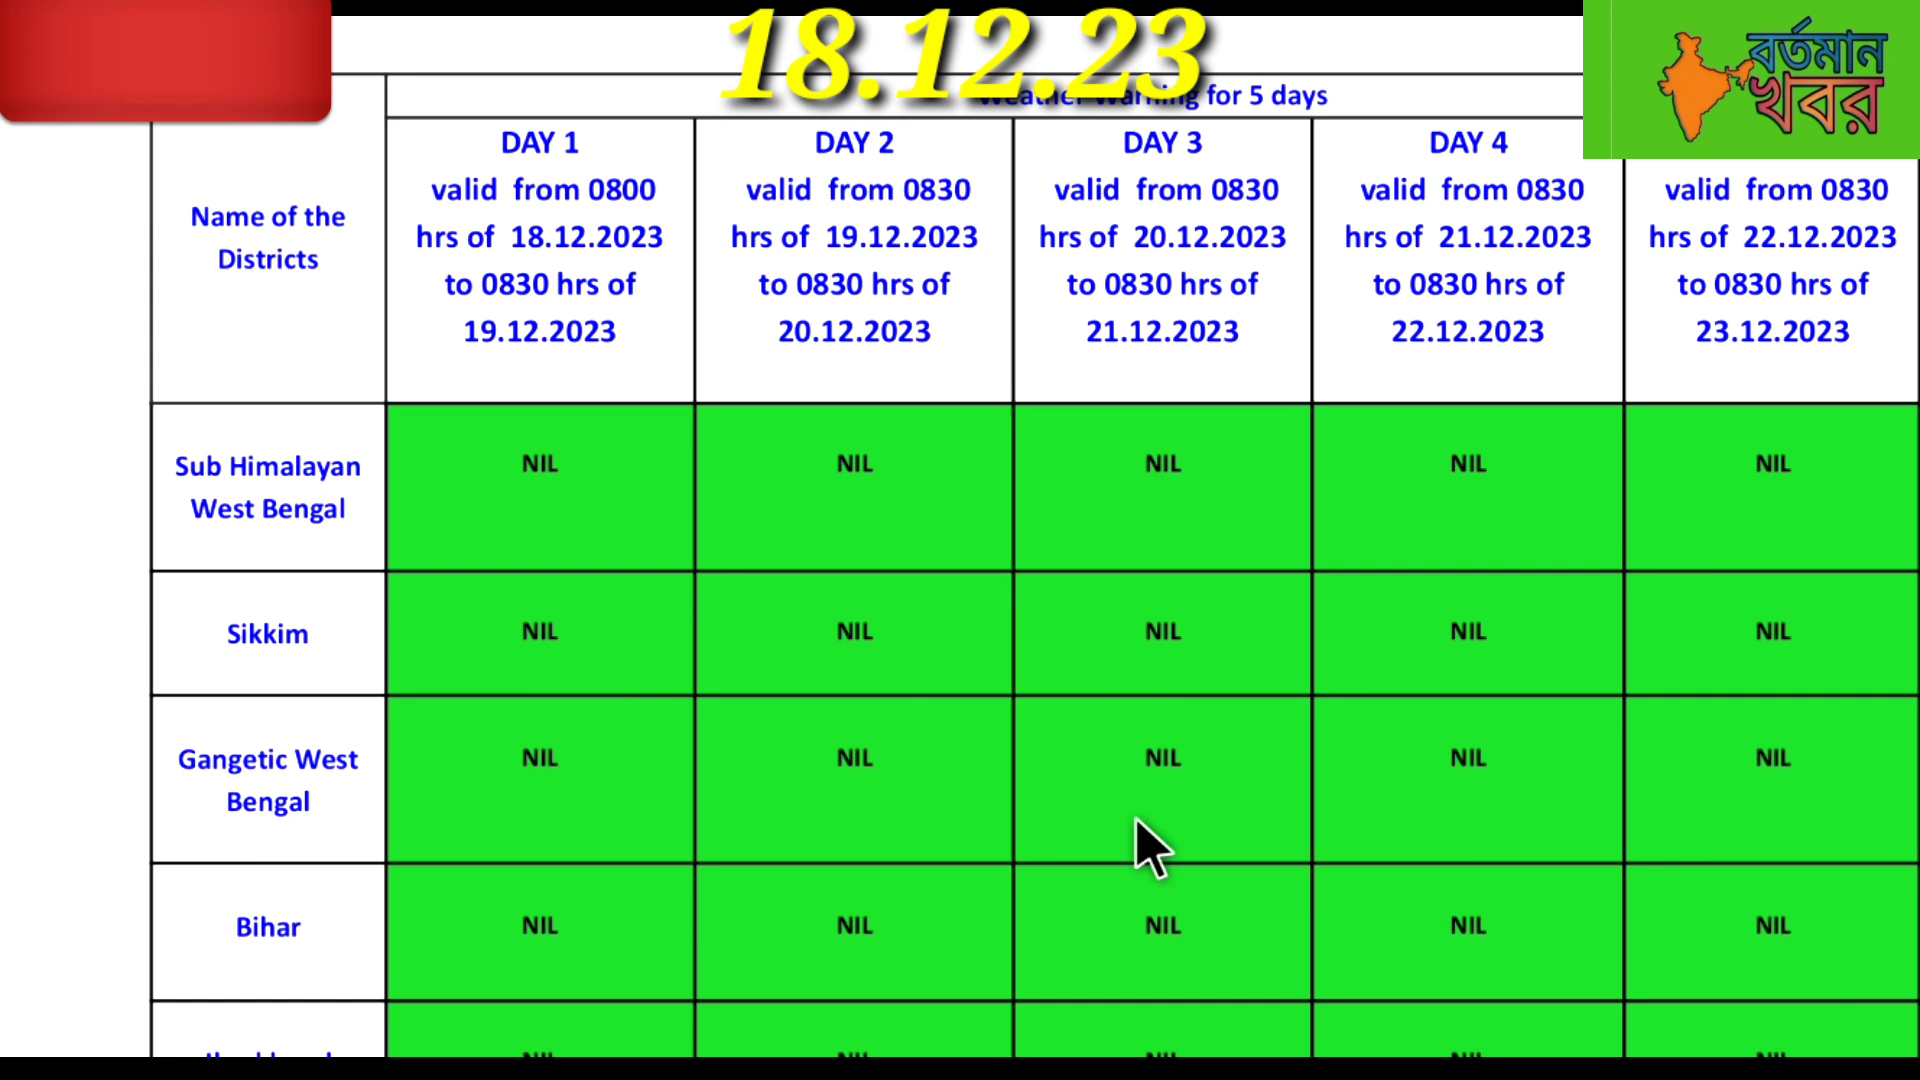 18.12.23
বর্তমান
খবর
Weather Warning for 5 days
Name of the
Districts
DAY 1
valid from 0800
hrs of 18.12.2023
to 0830 hrs of
19.12.2023
DAY 2
valid from 0830
hrs of 19.12.2023
to 0830 hrs of
20.12.2023
DAY 3
valid from 0830
hrs of 20.12.2023
to 0830 hrs of
21.12.2023
DAY 4
valid from 0830
hrs of 21.12.2023
to 0830 hrs of
22.12.2023
valid from 0830
hrs of 22.12.2023
to 0830 hrs of
23.12.2023
Sub Himalayan
West Bengal
NIL NIL NIL NIL NIL
Sikkim NIL NIL NIL NIL NIL
Gangetic West
Bengal
NIL NIL NIL NIL NIL
Bihar NIL NIL NIL NIL NIL